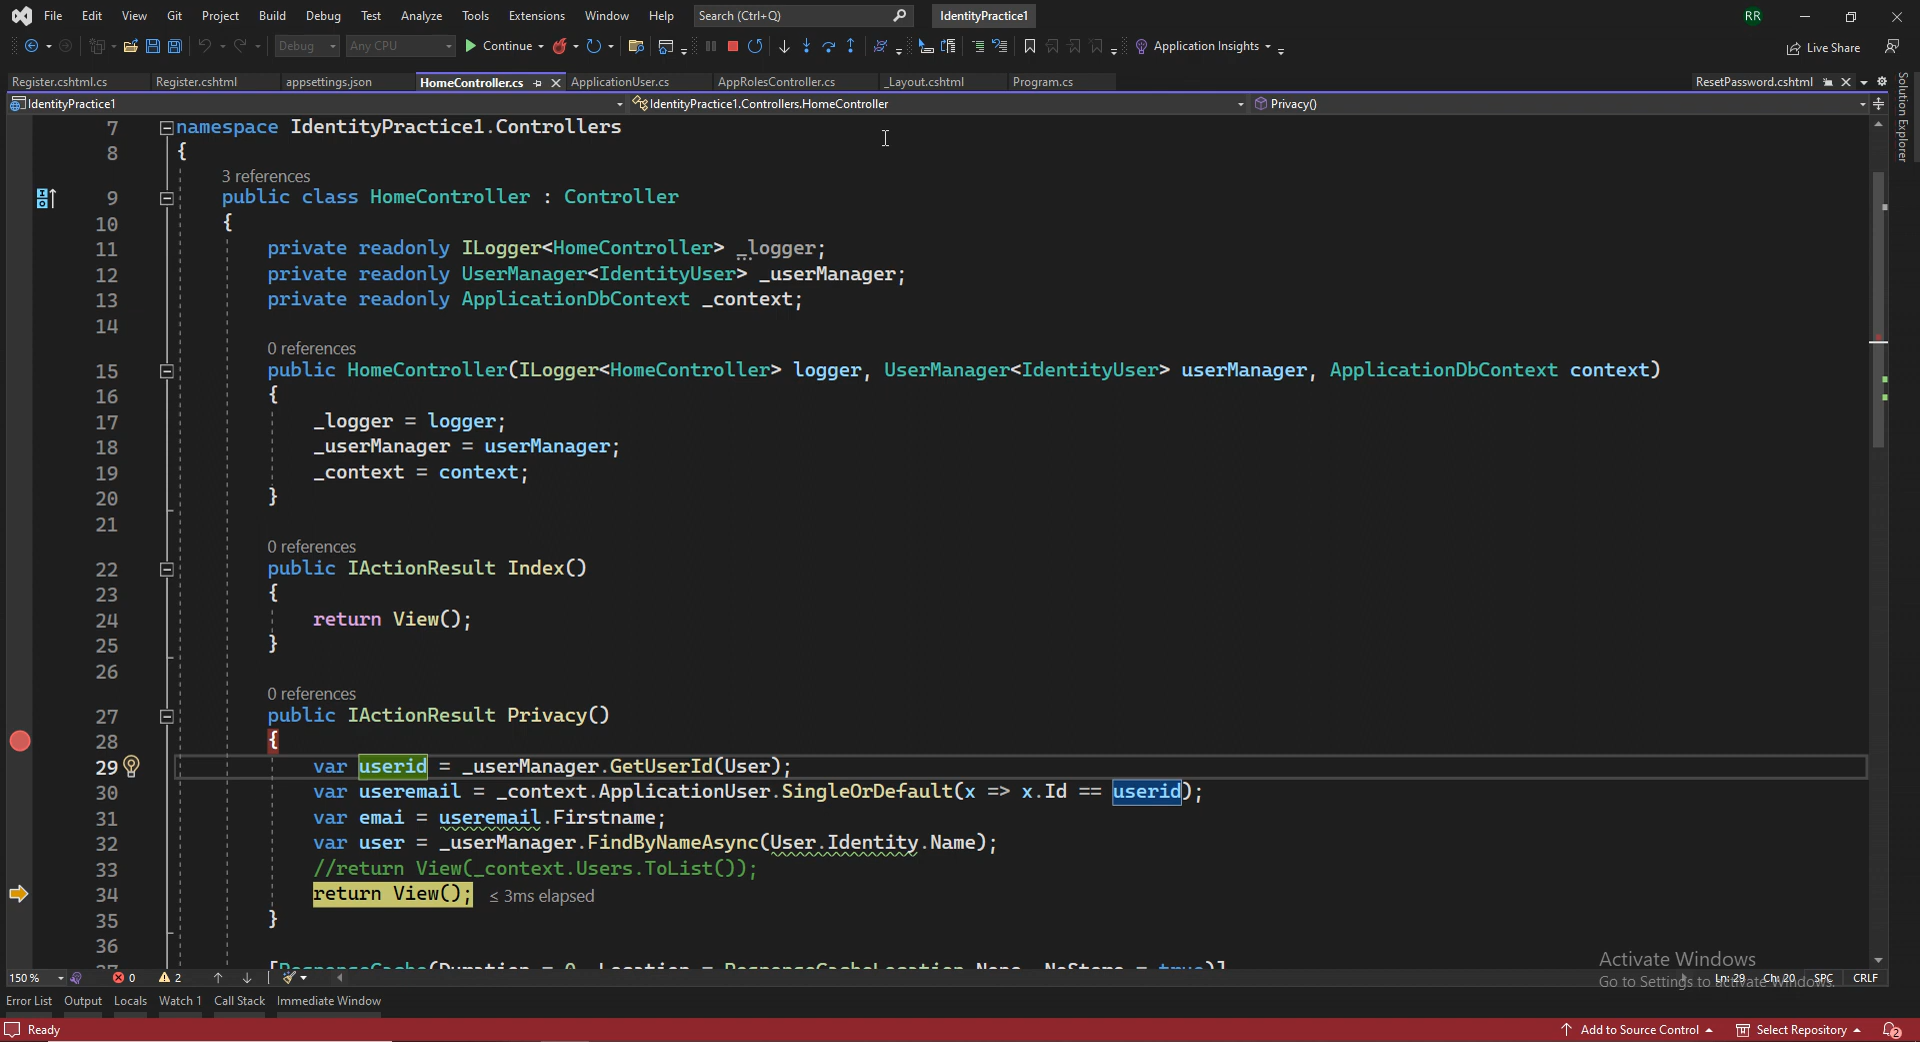 File Edit View Git Project Build Debug Test Analyze Tools Extensions Window Help Search (Ctrl+Q) IdentityPractice1 RR
Debug Any CPU Continue Application Insights Live Share
Register.cshtml.cs Register.cshtml appsettings.json HomeController.cs ApplicationUser.cs AppRolesController.cs _Layout.cshtml Program.cs ResetPassword.cshtml
IdentityPractice1 IdentityPractice1.Controllers.HomeController Privacy()
Solution Explorer
7 namespace IdentityPractice1.Controllers
8 {
3 references
9 public class HomeController : Controller
10 {
11 private readonly ILogger<HomeController> _logger;
12 private readonly UserManager<IdentityUser> _userManager;
13 private readonly ApplicationDbContext _context;
14
0 references
15 public HomeController(ILogger<HomeController> logger, UserManager<IdentityUser> userManager, ApplicationDbContext context)
16 {
17 _logger = logger;
18 _userManager = userManager;
19 _context = context;
20 }
21
0 references
22 public IActionResult Index()
23 {
24 return View();
25 }
26
0 references
27 public IActionResult Privacy()
28 {
29 var userid = _userManager.GetUserId(User);
30 var useremail = _context.ApplicationUser.SingleOrDefault(x => x.Id == userid);
31 var emai = useremail.Firstname;
32 var user = _userManager.FindByNameAsync(User.Identity.Name);
33 //return View(_context.Users.ToList());
34 return View(); ≤ 3ms elapsed
35 }
36
[ResponseCache(Duration = 0, Location = ResponseCacheLocation.None, NoStore = true)]
Activate Windows
Go to Settings to activate Windows.
150 % 0 2 Ln: 29 Ch: 20 SPC CRLF
Error List Output Locals Watch 1 Call Stack Immediate Window
Ready Add to Source Control Select Repository 2